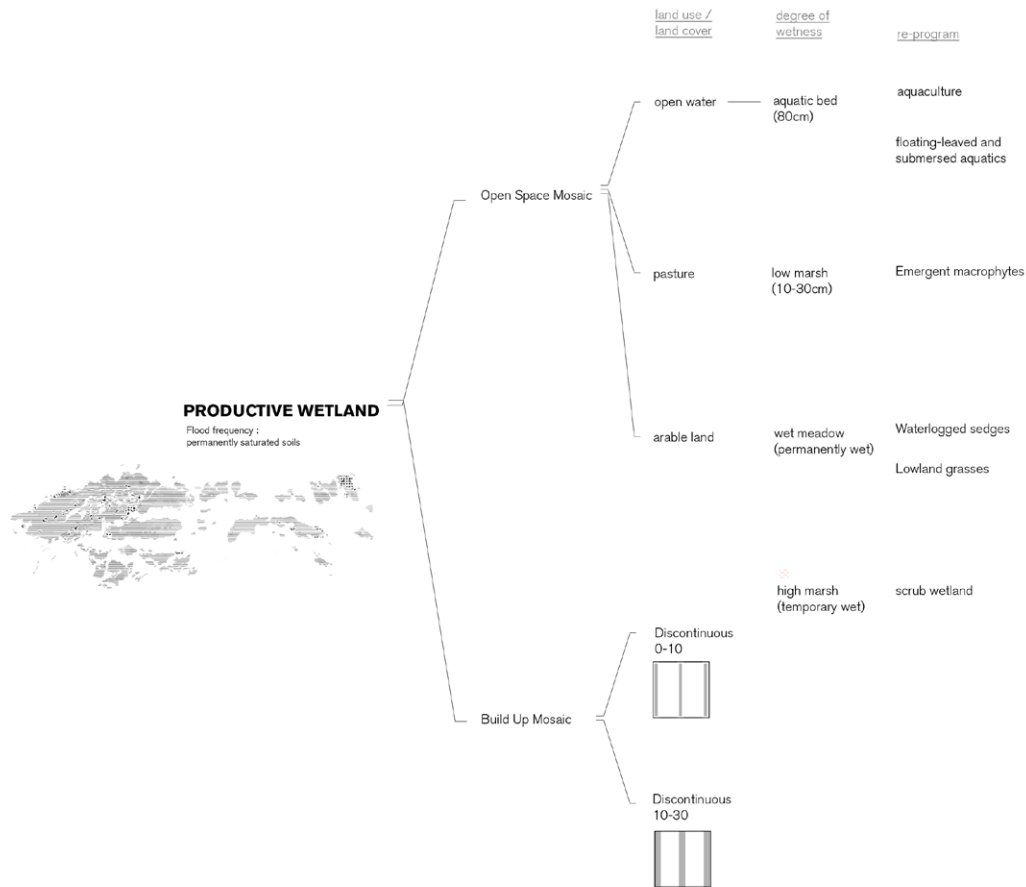 land use /
land cover
degree of
wetness
re-program
open water
aquatic bed
(80cm)
aquaculture
floating-leaved and
submersed aquatics
Open Space Mosaic
pasture
low marsh
(10-30cm)
Emergent macrophytes
PRODUCTIVE WETLAND
Flood frequency :
permanently saturated soils
arable land
wet meadow
(permanently wet)
Waterlogged sedges
Lowland grasses
high marsh
(temporary wet)
scrub wetland
Discontinuous
0-10
Build Up Mosaic
Discontinuous
10-30